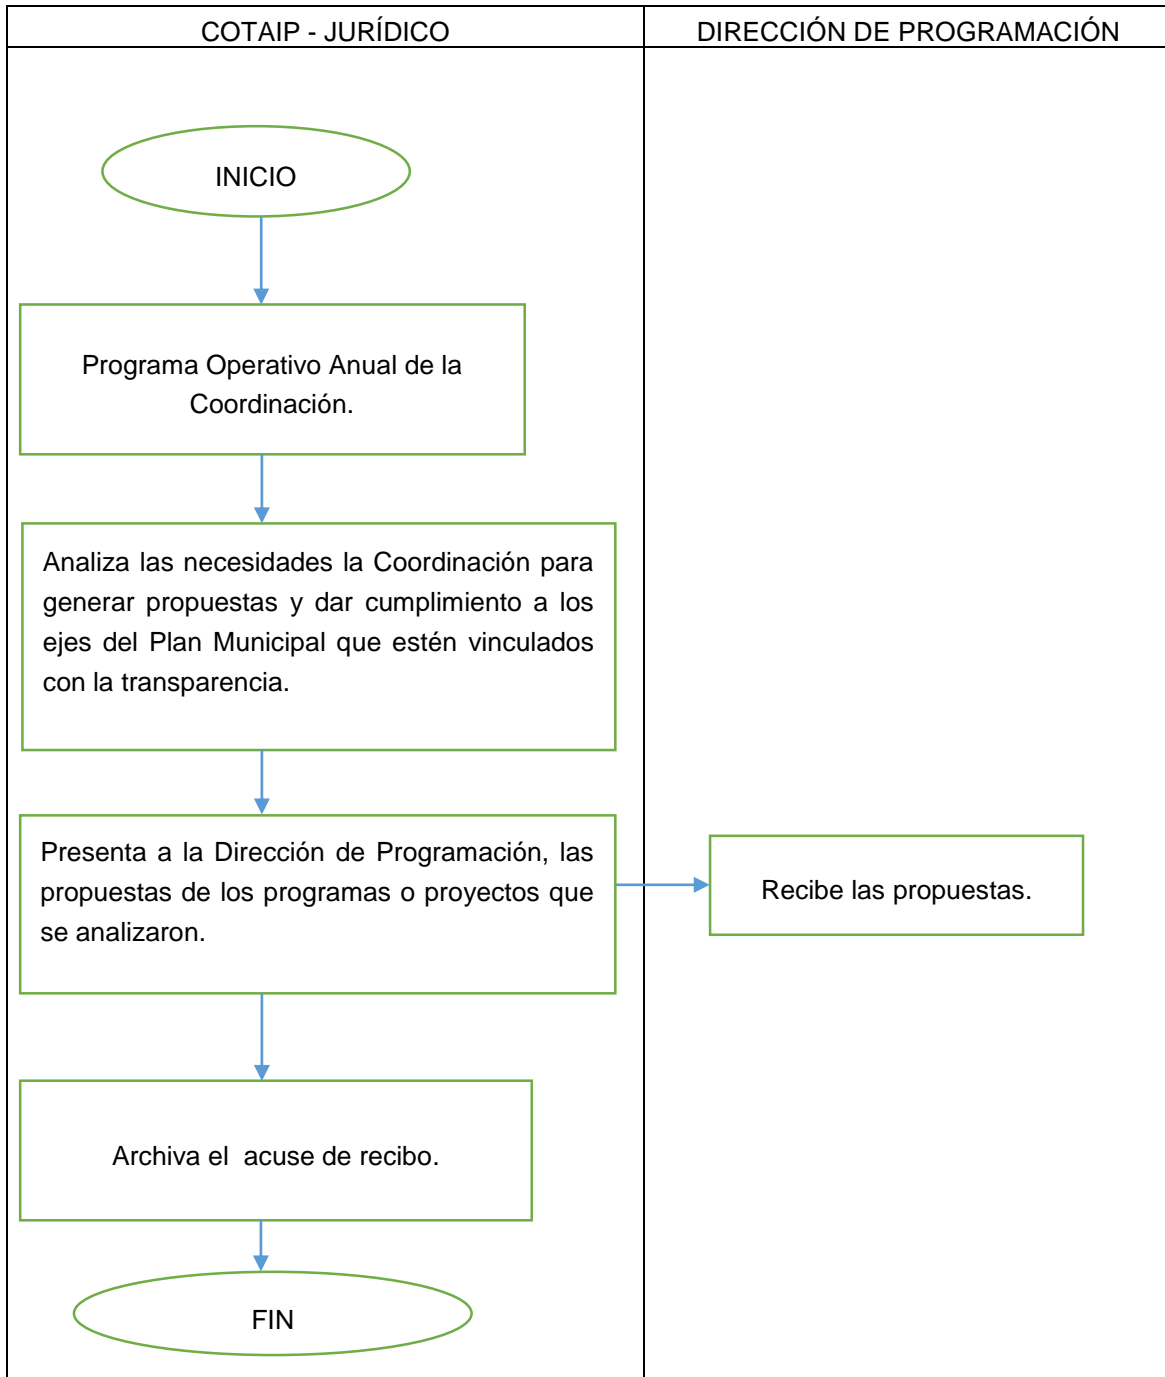 COTAIP - JURÍDICO
DIRECCIÓN DE PROGRAMACIÓN
INICIO
Programa Operativo Anual de la
Coordinación.
Analiza las necesidades la Coordinación para
generar propuestas y dar cumplimiento a los
ejes del Plan Municipal que estén vinculados
con la transparencia.
Presenta a la Dirección de Programación, las
propuestas de los programas o proyectos que
se analizaron.
Recibe las propuestas.
Archiva el  acuse de recibo.
FIN